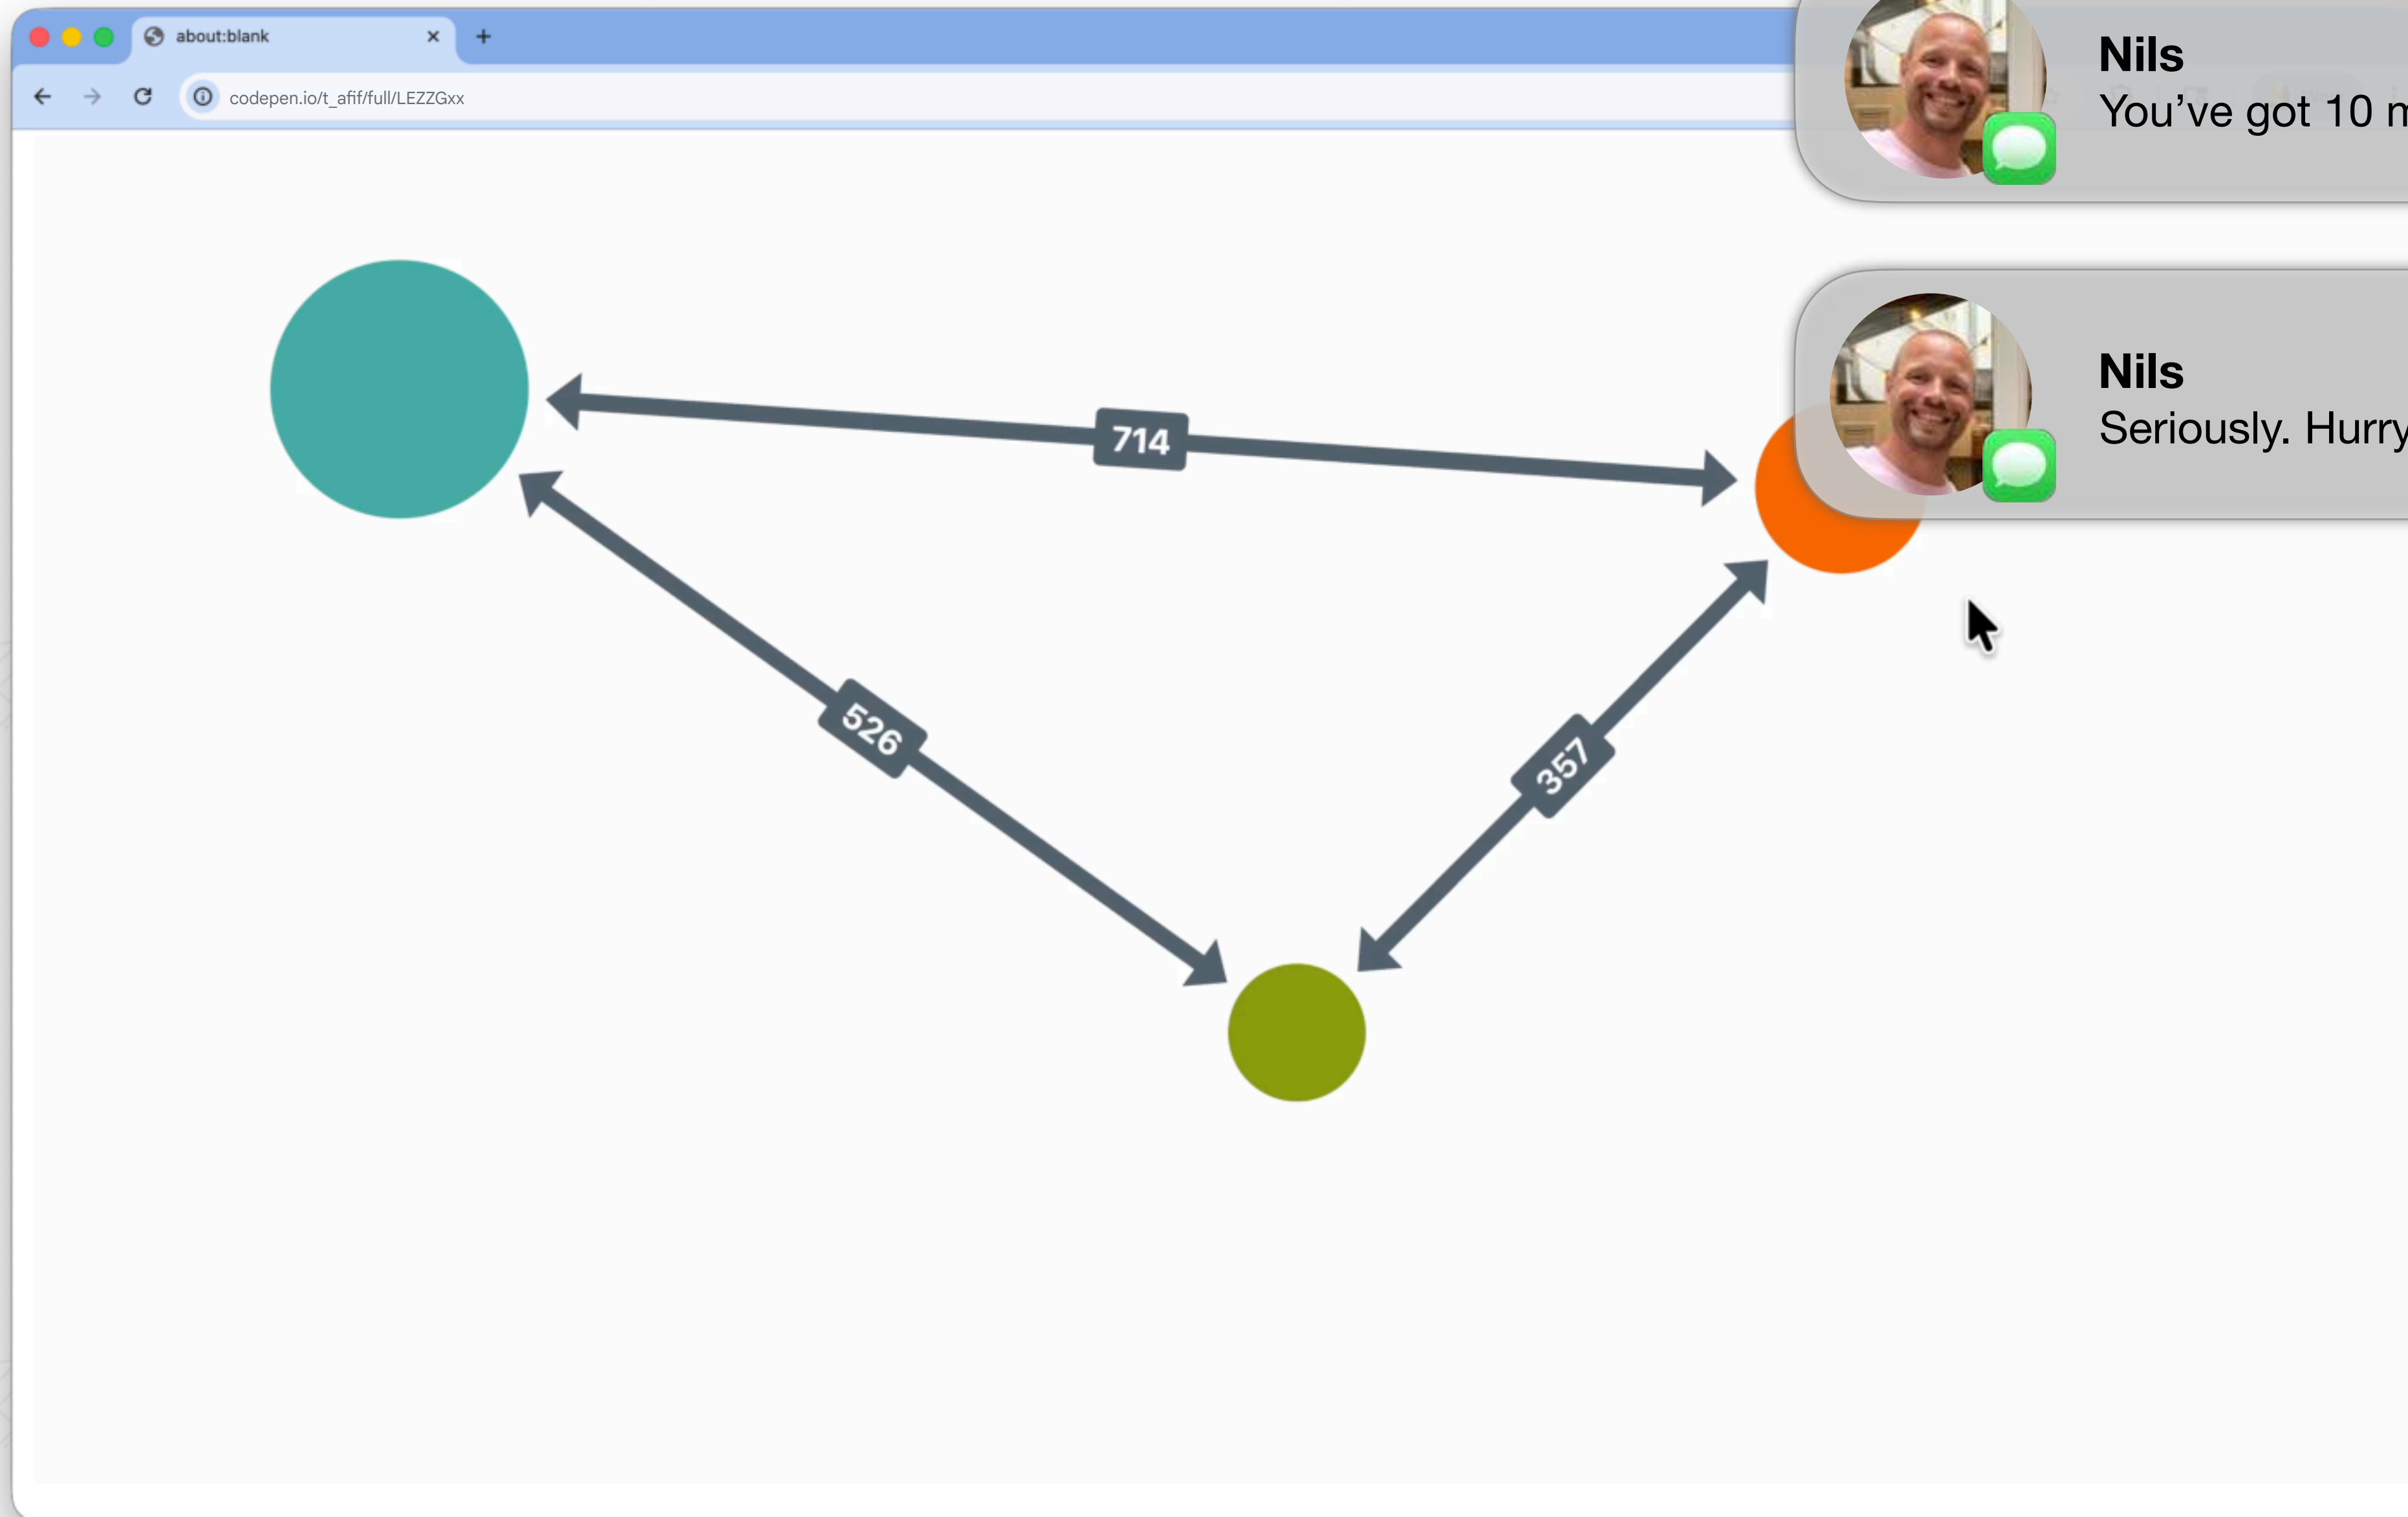 about:blank
codepen.io/t_afif/full/LEZZGxx
Nils
You’ve got 10
Nils
Seriously. Hurry
714
526
357